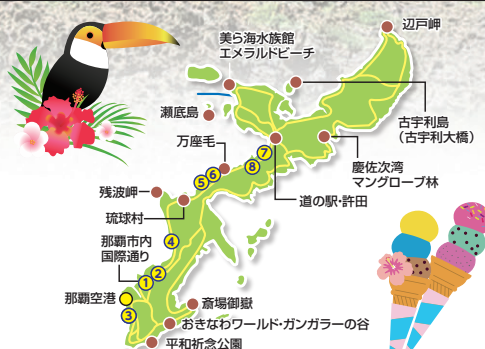 辺戸岬
美ら海水族館
エメラルドビーチ
瀬底島
古宇利島
(古宇利大橋)
万座毛
慶佐次湾
マングローブ林
7
8
6
5
道の駅・許田
残波岬
琉球村
4
那覇市内
国際通り
2
1
那覇空港
3
斎場御嶽
おきなわワールド・ガンガラーの谷
平和祈念公園